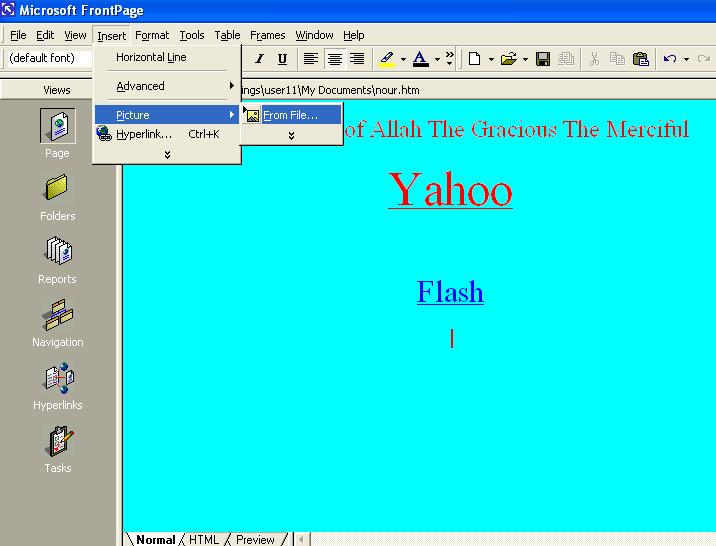 Microsoft FrontPage
File Edit View Insert Format Tools Table Frames Window Help
(default font)
I U A
Views
ings\user11\My Documents\nour.htm
Horizontal Line
Advanced
Picture
From File...
Hyperlink... Ctrl+K
of Allah The Gracious The Merciful
Yahoo
Flash
Page
Folders
Reports
Navigation
Hyperlinks
Tasks
Normal HTML Preview